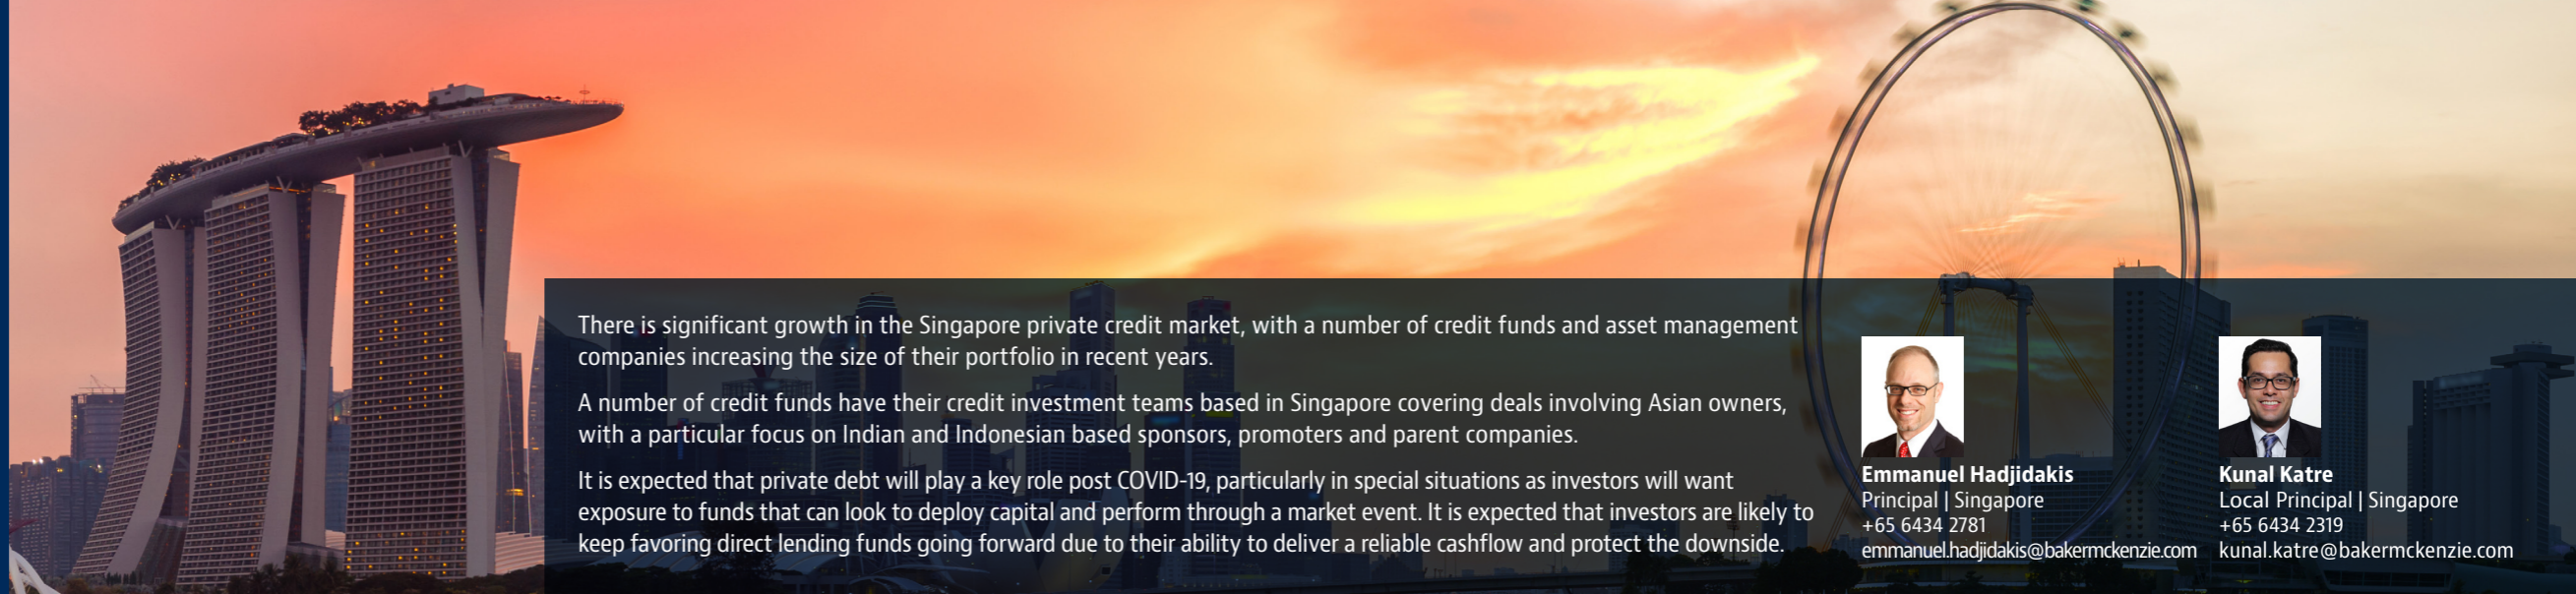 There is significant growth in the Singapore private credit market, with a number of credit funds and asset management
companies increasing the size of their portfolio in recent years.
A number of credit funds have their credit investment teams based in Singapore covering deals involving Asian owners,
with a particular focus on Indian and Indonesian based sponsors, promoters and parent companies.
It is expected that private debt will play a key role post COVID-19, particularly in special situations as investors will want
exposure to funds that can look to deploy capital and perform through a market event. It is expected that investors are likely to
keep favoring direct lending funds going forward due to their ability to deliver a reliable cashflow and protect the downside.
Emmanuel Hadjidakis
Principal | Singapore
+65 6434 2781
emmanuel.hadjidakis@bakermckenzie.com
Kunal Katre
Local Principal | Singapore
+65 6434 2319
kunal.katre@bakermckenzie.com